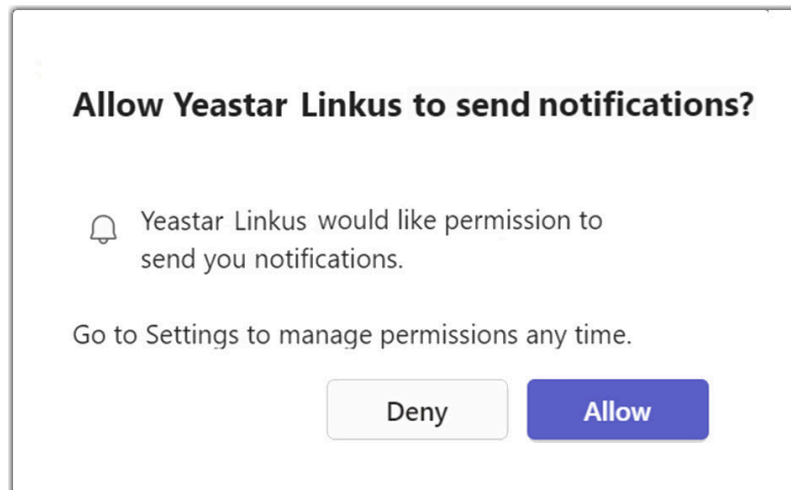 Allow Yeastar Linkus to send notifications?
Yeastar Linkus would like permission to
send you notifications.
Go to Settings to manage permissions any time.
Deny
Allow